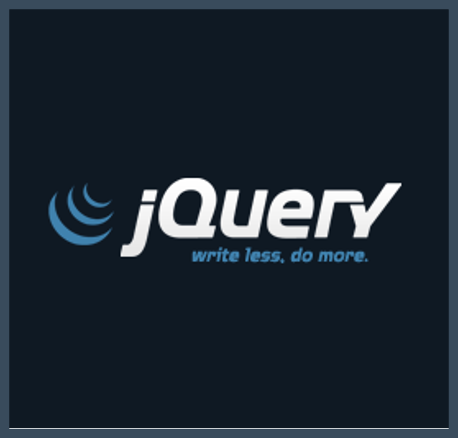 jQuery
write less, do more.